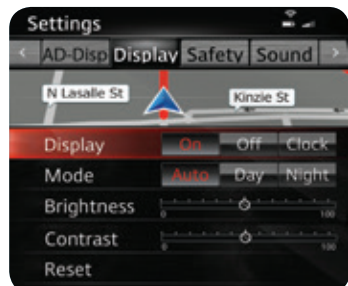 Settings
AD-Disp Display Safety Sound
N Lasalle St
Kinzie St
Display On Off Clock
Mode Auto Day Night
Brightness 0 100
Contrast 0 100
Reset